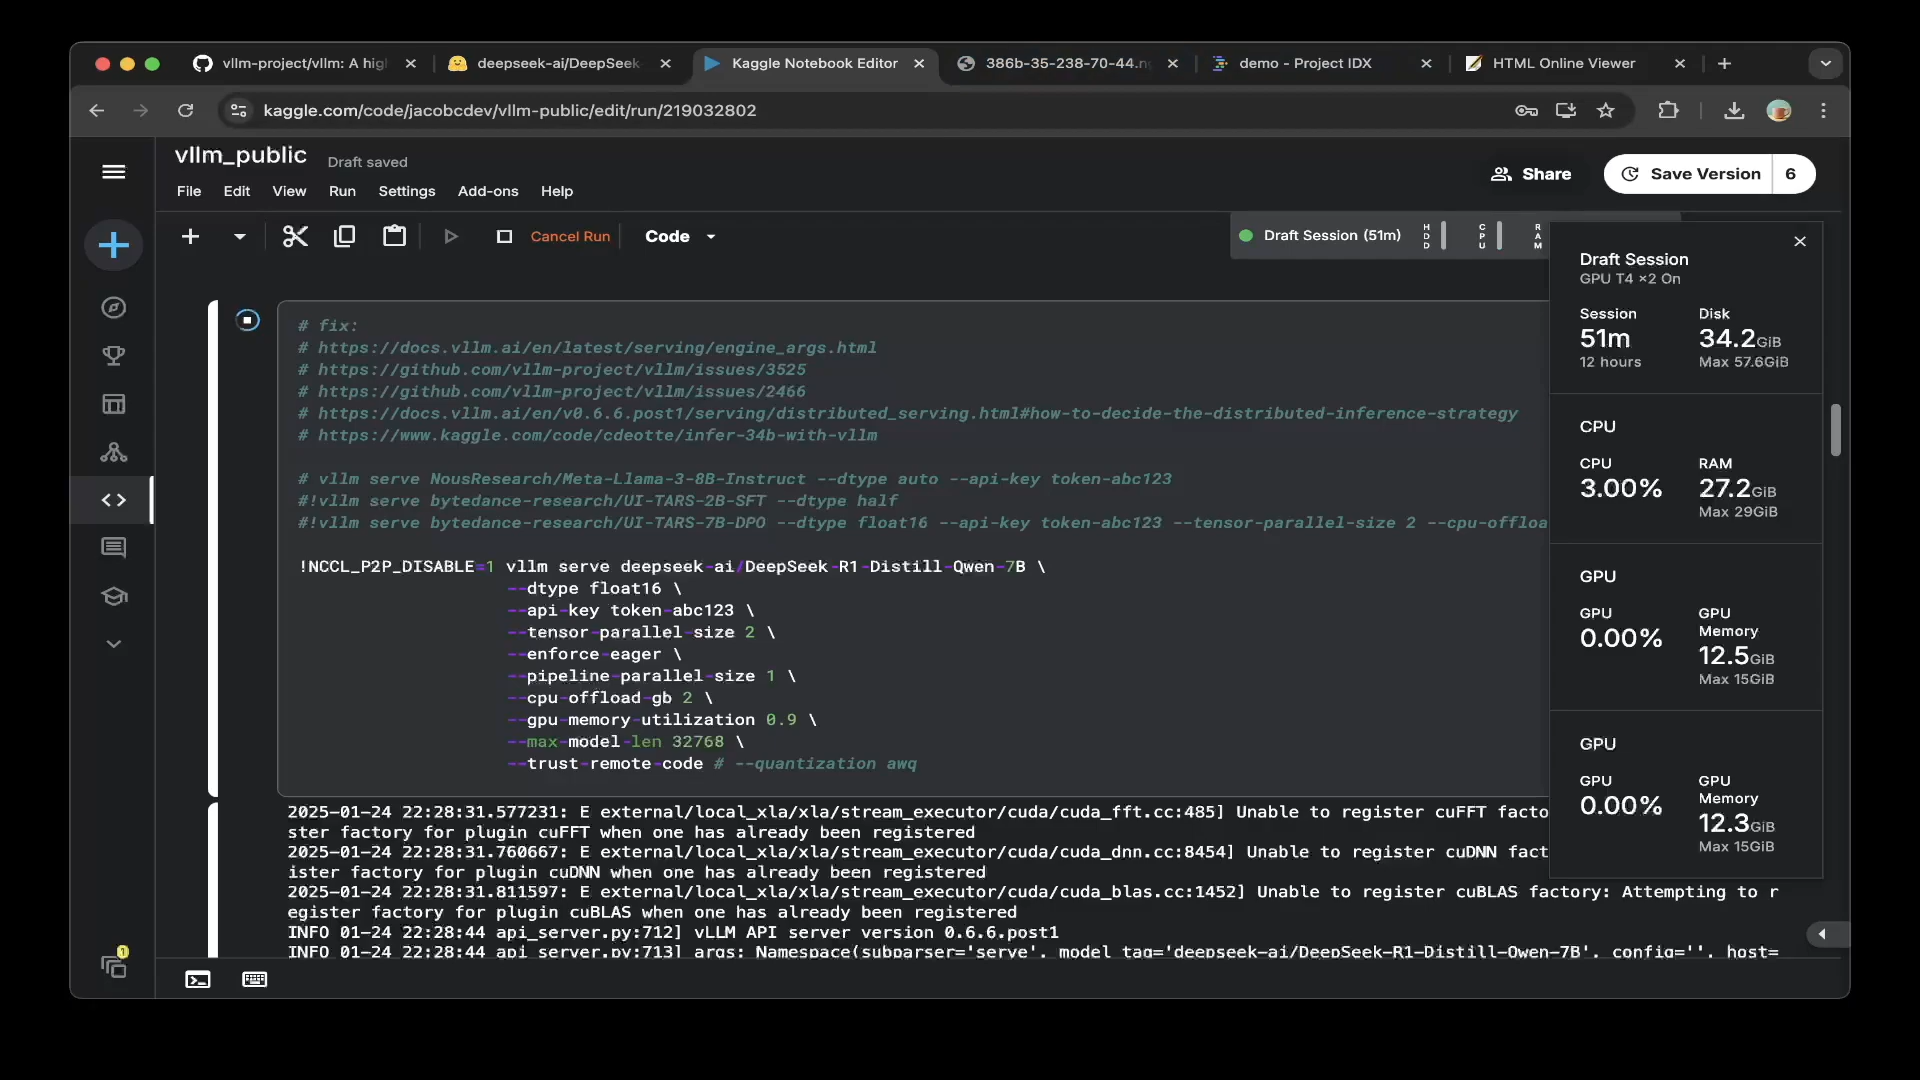 vllm-project/vllm: A hig
deepseek-ai/DeepSeek-
Kaggle Notebook Editor
386b-35-238-70-44.n
demo - Project IDX
HTML Online Viewer
kaggle.com/code/jacobcdev/vllm-public/edit/run/219032802
vllm_public
Draft saved
File Edit View Run Settings Add-ons Help
Share
Save Version 6
Cancel Run
Code
Draft Session (51m)
HDD
CPU
RAM
Draft Session
GPU T4 ×2 On
Session Disk
51m 34.2GiB
12 hours Max 57.6GiB
CPU
CPU RAM
3.00% 27.2GiB
Max 29GiB
GPU
GPU GPU Memory
0.00% 12.5GiB
Max 15GiB
GPU
GPU GPU Memory
0.00% 12.3GiB
Max 15GiB
# fix:
# https://docs.vllm.ai/en/latest/serving/engine_args.html
# https://github.com/vllm-project/vllm/issues/3525
# https://github.com/vllm-project/vllm/issues/2466
# https://docs.vllm.ai/en/v0.6.6.post1/serving/distributed_serving.html#how-to-decide-the-distributed-inference-strategy
# https://www.kaggle.com/code/cdeotte/infer-34b-with-vllm
# vllm serve NousResearch/Meta-Llama-3-8B-Instruct --dtype auto --api-key token-abc123
#!vllm serve bytedance-research/UI-TARS-2B-SFT --dtype half
#!vllm serve bytedance-research/UI-TARS-7B-DPO --dtype float16 --api-key token-abc123 --tensor-parallel-size 2 --cpu-offloa
!NCCL_P2P_DISABLE=1 vllm serve deepseek-ai/DeepSeek-R1-Distill-Qwen-7B \
--dtype float16 \
--api-key token-abc123 \
--tensor-parallel-size 2 \
--enforce-eager \
--pipeline-parallel-size 1 \
--cpu-offload-gb 2 \
--gpu-memory-utilization 0.9 \
--max-model-len 32768 \
--trust-remote-code # --quantization awq
2025-01-24 22:28:31.577231: E external/local_xla/xla/stream_executor/cuda/cuda_fft.cc:485] Unable to register cuFFT facto
ster factory for plugin cuFFT when one has already been registered
2025-01-24 22:28:31.760667: E external/local_xla/xla/stream_executor/cuda/cuda_dnn.cc:8454] Unable to register cuDNN fact
ister factory for plugin cuDNN when one has already been registered
2025-01-24 22:28:31.811597: E external/local_xla/xla/stream_executor/cuda/cuda_blas.cc:1452] Unable to register cuBLAS factory: Attempting to r
egister factory for plugin cuBLAS when one has already been registered
INFO 01-24 22:28:44 api_server.py:712] vLLM API server version 0.6.6.post1
INFO 01-24 22:28:44 api_server.py:713] args: Namespace(subparser='serve', model_tag='deepseek-ai/DeepSeek-R1-Distill-Qwen-7B', config='', host=
1